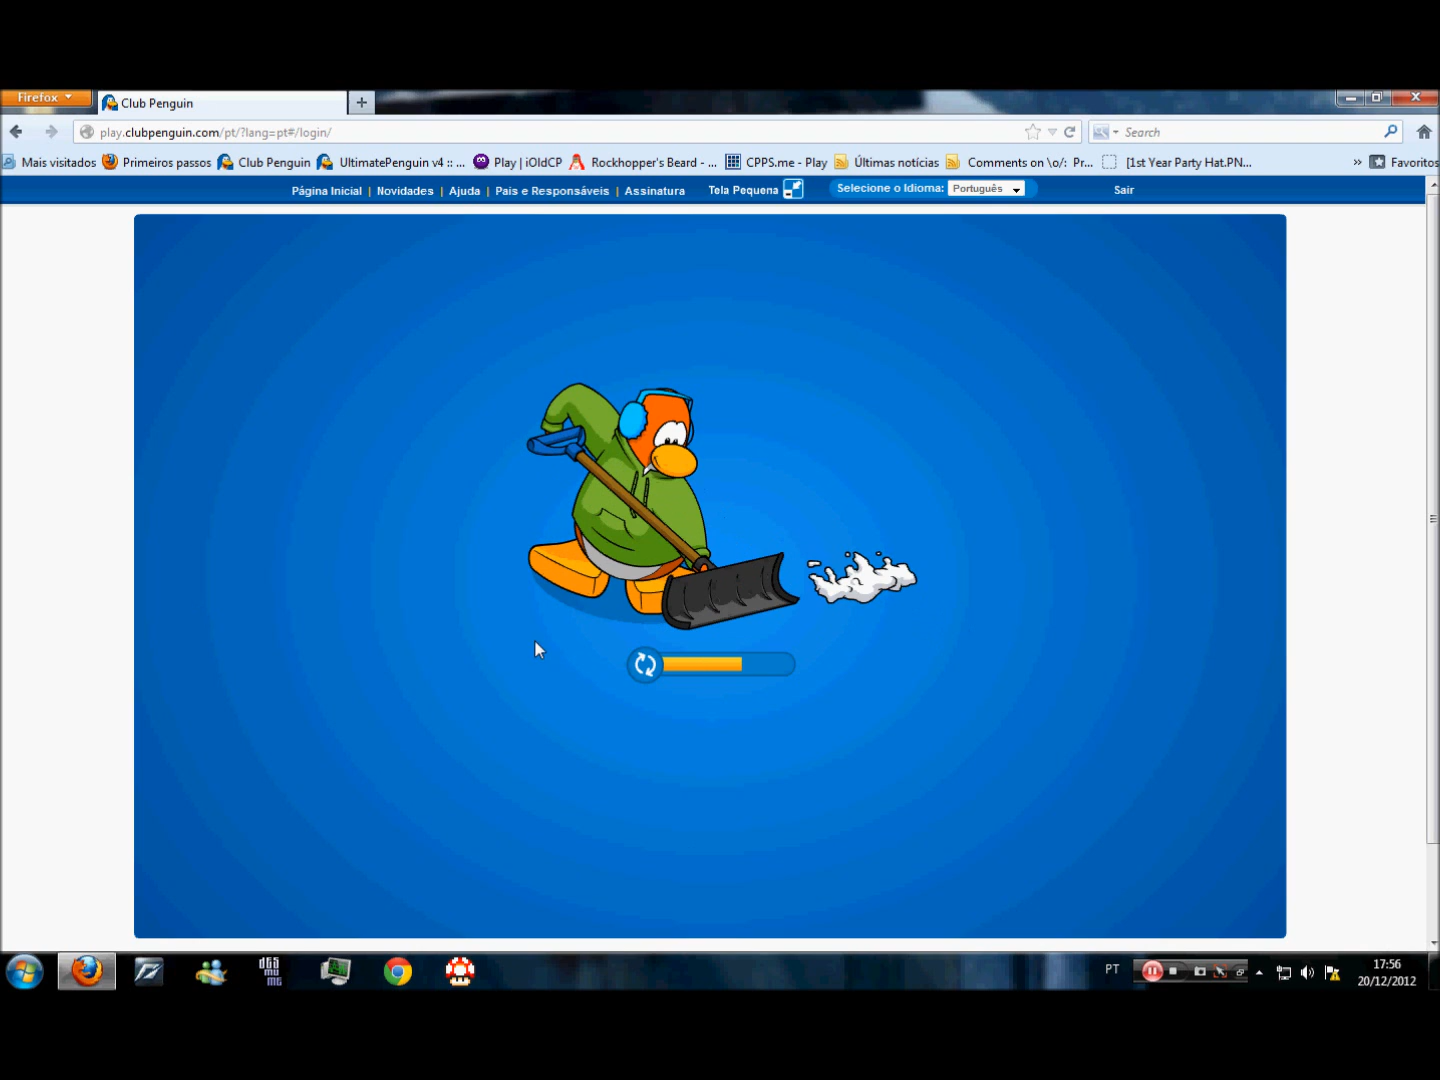 Firefox
Club Penguin
play.clubpenguin.com/pt/?lang=pt#/login/
Search
Mais visitados Primeiros passos Club Penguin UltimatePenguin v4 :: ... Play | iOldCP Rockhopper's Beard - ... CPPS.me - Play Últimas notícias Comments on \o/: Pr... [1st Year Party Hat.PN... » Favoritos
Página Inicial | Novidades | Ajuda | Pais e Responsáveis | Assinatura Tela Pequena Selecione o Idioma: Português Sair
PT
17:56
20/12/2012